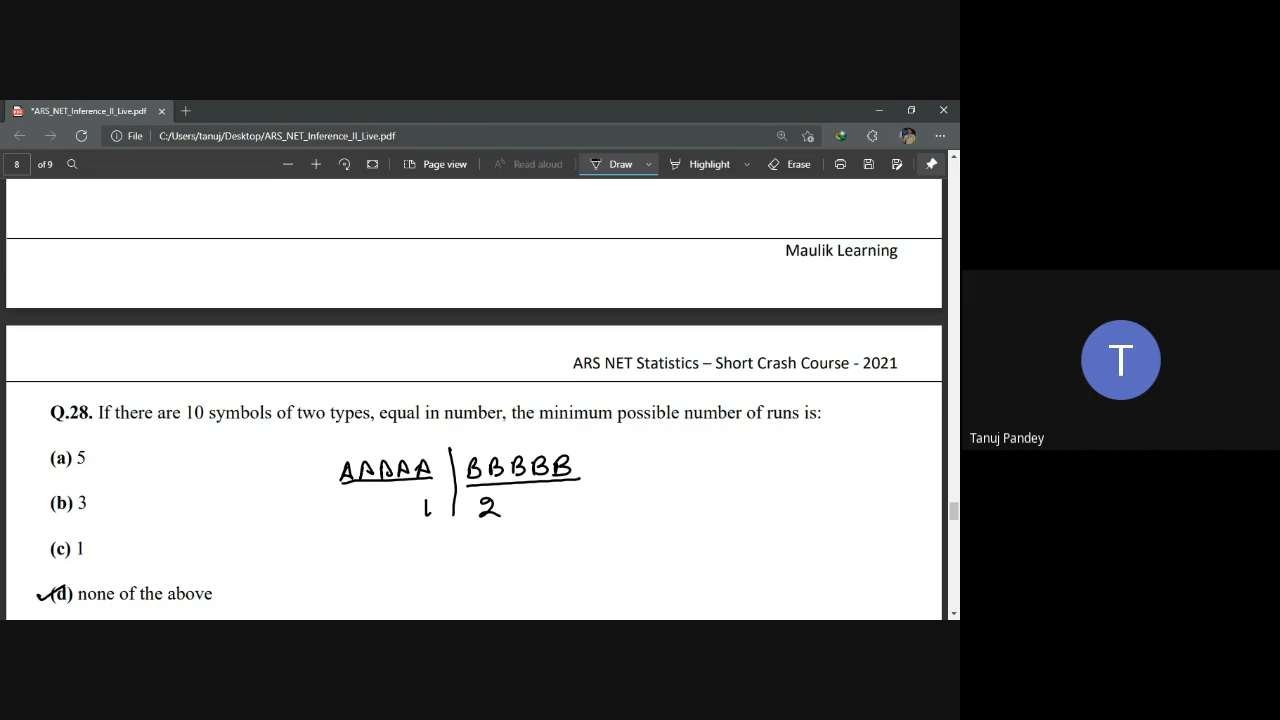 *ARS_NET_Inference_II_Live.pdf
File C:/Users/tanuj/Desktop/ARS_NET_Inference_II_Live.pdf
8 of 9 Page view Read aloud Draw Highlight Erase
Maulik Learning
ARS NET Statistics – Short Crash Course - 2021
Q.28. If there are 10 symbols of two types, equal in number, the minimum possible number of runs is:
(a) 5
AAAAA | BBBBB
(b) 3
1 2
(c) 1
(d) none of the above
T
Tanuj Pandey